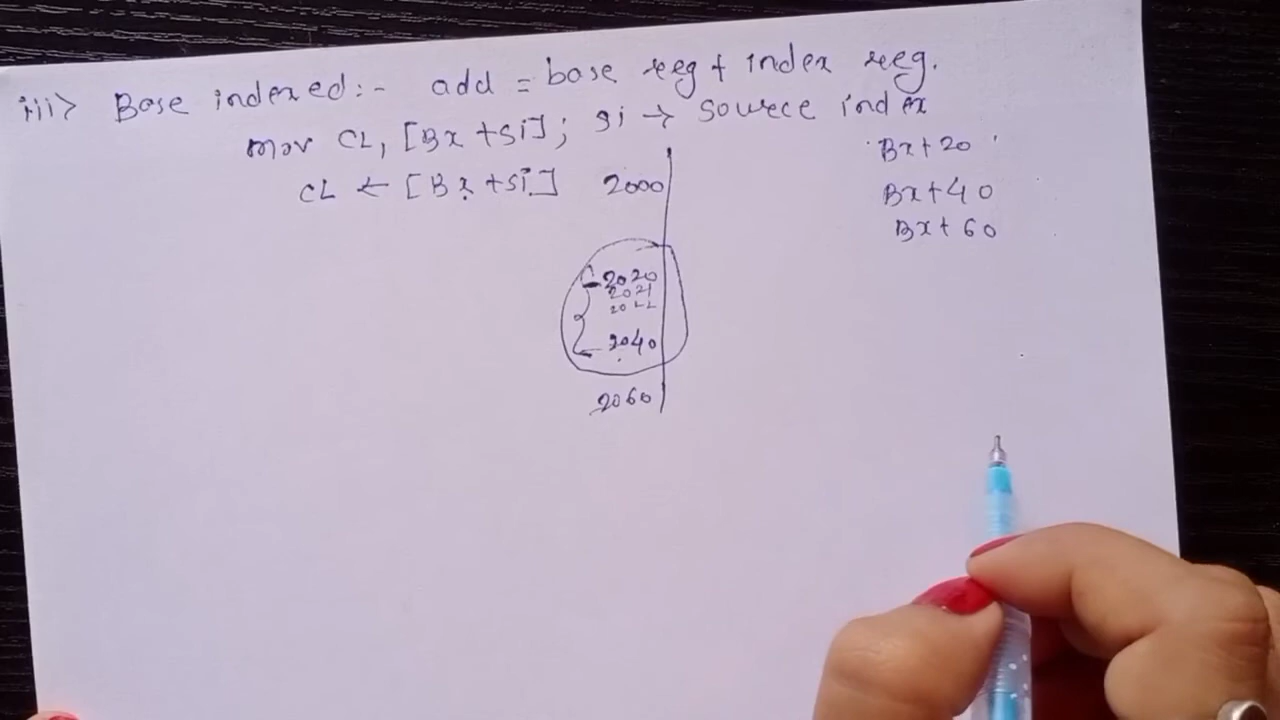 iii> Base indexed:- add = base reg + index reg.
mov CL, [Bx + Si]; Si → Source index
CL ← [Bx + Si]
2000
2020
2021
2022
2040
2060
Bx + 20
Bx + 40
Bx + 60